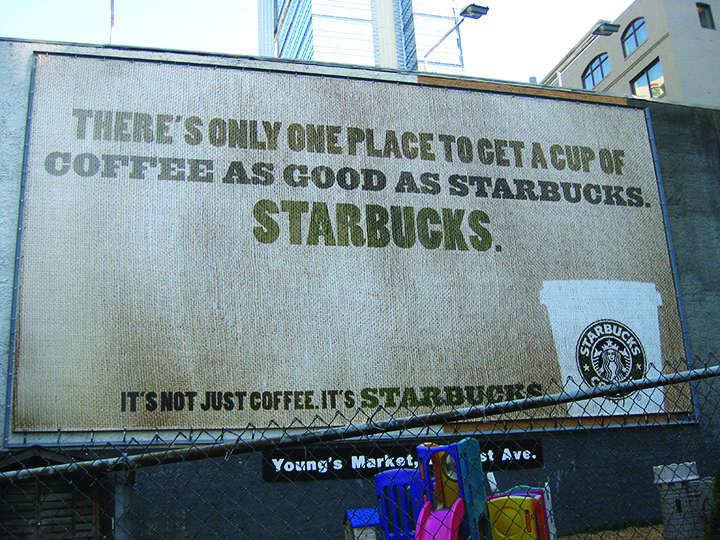 THERE'S ONLY ONE PLACE TO GET A CUP OF
COFFEE AS GOOD AS STARBUCKS.
STARBUCKS.
STARBUCKS
IT'S NOT JUST COFFEE. IT'S STARBUCKS
Young's Market, st Ave.